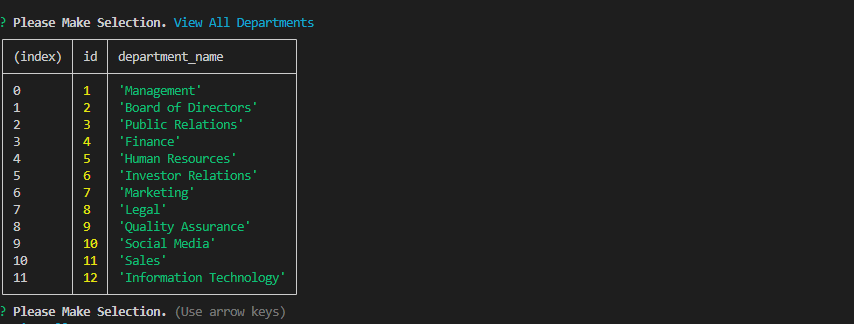 ? Please Make Selection. View All Departments
(index) id department_name
0 1 'Management'
1 2 'Board of Directors'
2 3 'Public Relations'
3 4 'Finance'
4 5 'Human Resources'
5 6 'Investor Relations'
6 7 'Marketing'
7 8 'Legal'
8 9 'Quality Assurance'
9 10 'Social Media'
10 11 'Sales'
11 12 'Information Technology'
? Please Make Selection. (Use arrow keys)